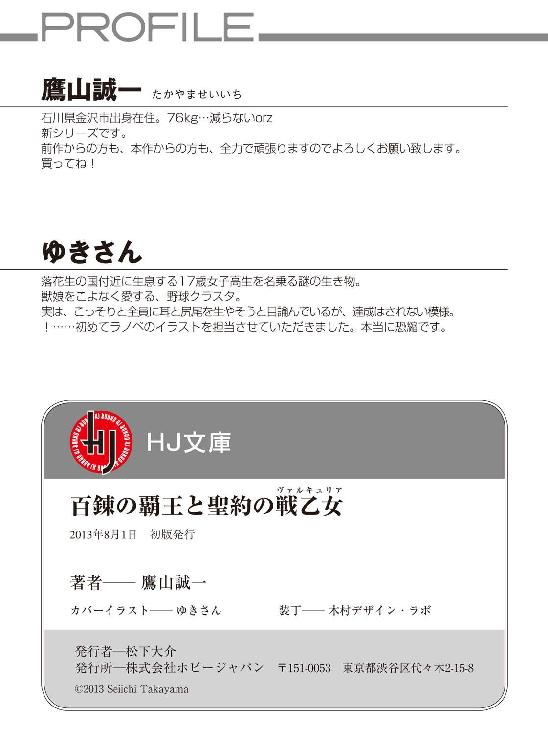 PROFILE
鷹山誠一 たかやませいいち
石川県金沢市出身在住。76kg…減らないorz
新シリーズです。
前作からの方も、本作からの方も、全力で頑張りますのでよろしくお願い致します。
買ってね!
ゆきさん
落花生の国付近に生息する17歳女子高生を名乗る謎の生き物。
獣娘をこよなく愛する、野球クラスタ。
実は、こっそりと全員に耳と尻尾を生やそうと目論んでいるが、達成はされない模様。
!……初めてラノベのイラストを担当させていただきました。本当に恐縮です。
HJ
HJ文庫
ヴァルキュリア
百錬の覇王と聖約の戦乙女
2013年8月1日 初版発行
著者── 鷹山誠一
カバーイラスト── ゆきさん 装丁── 木村デザイン・ラボ
発行者─松下大介
発行所─株式会社ホビージャパン 〒151-0053 東京都渋谷区代々木2-15-8
©2013 Seiichi Takayama